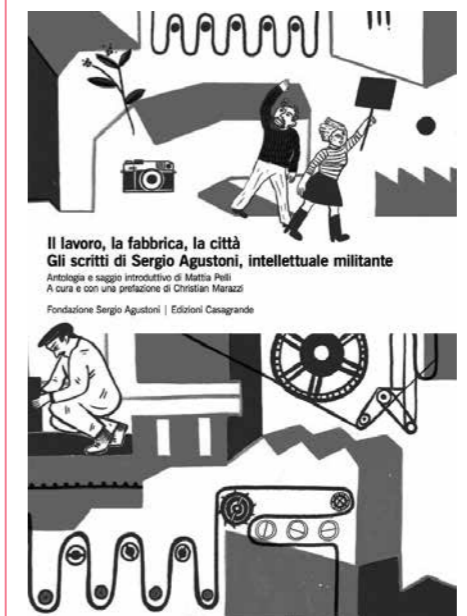 Il lavoro, la fabbrica, la città
Gli scritti di Sergio Agustoni, intellettuale militante
Antologia e saggio introduttivo di Mattia Pelli
A cura e con una prefazione di Christian Marazzi
Fondazione Sergio Agustoni | Edizioni Casagrande